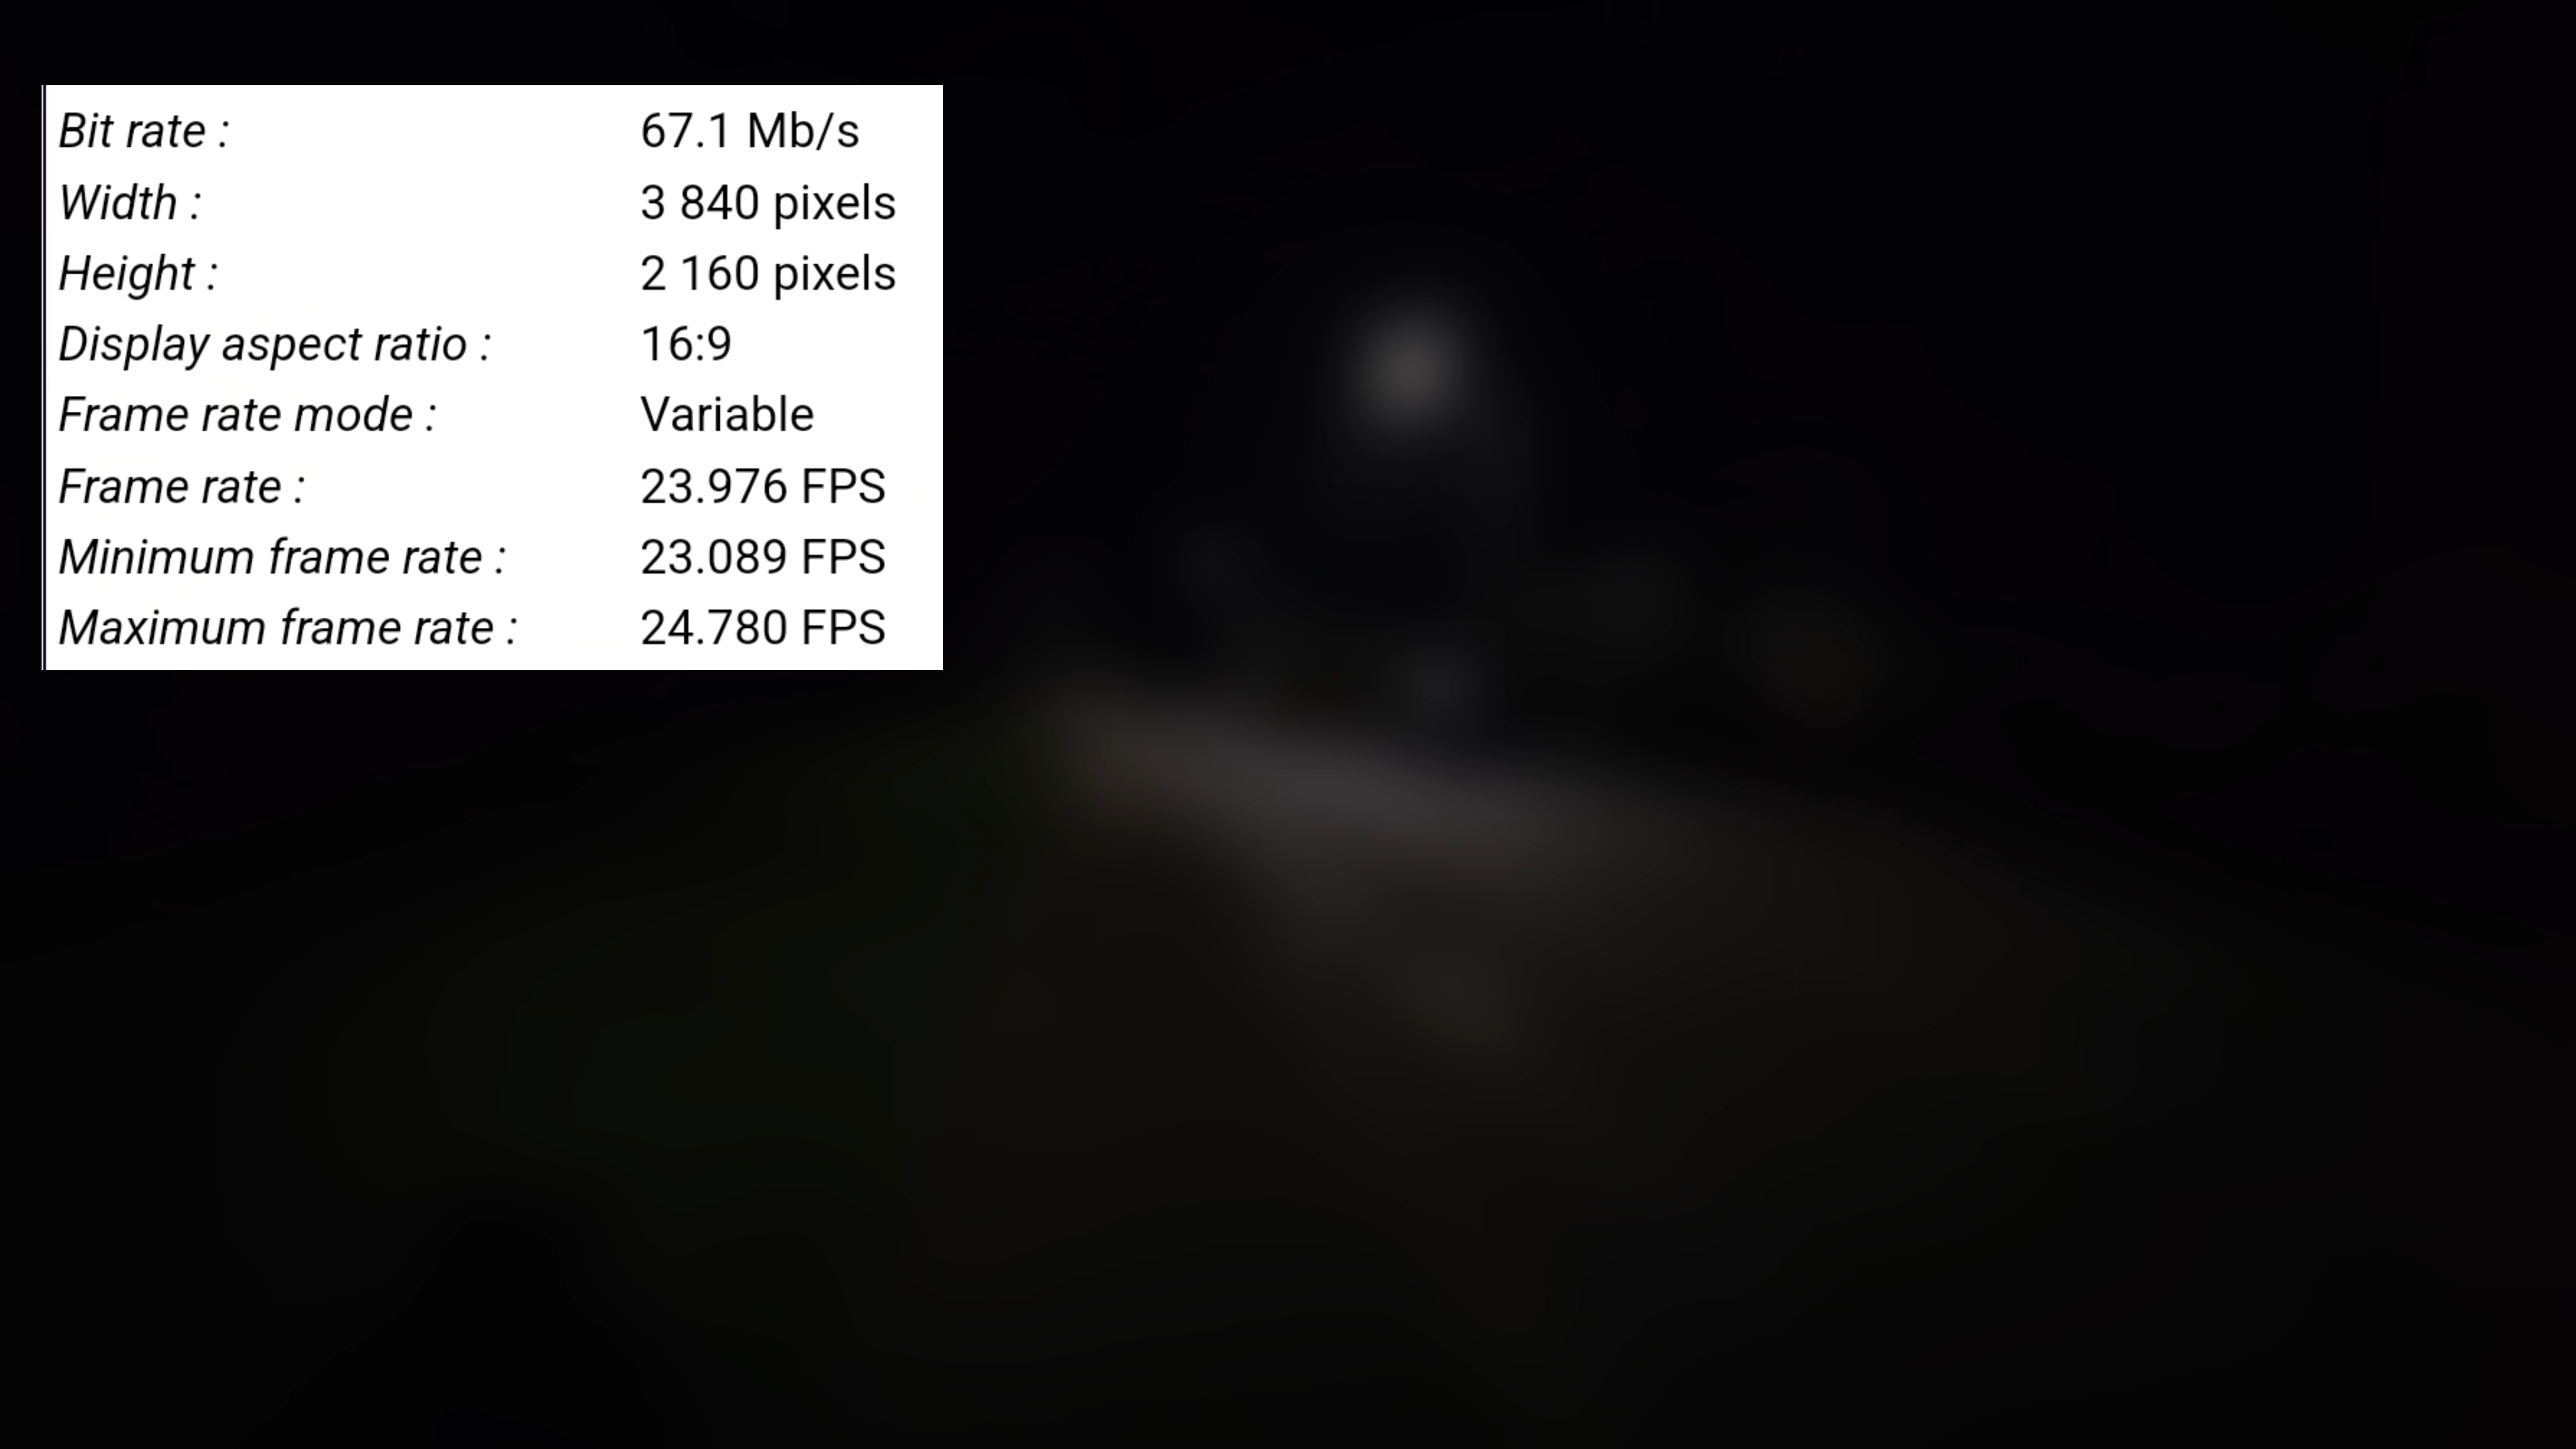 Bit rate : 67.1 Mb/s
Width : 3 840 pixels
Height : 2 160 pixels
Display aspect ratio : 16:9
Frame rate mode : Variable
Frame rate : 23.976 FPS
Minimum frame rate : 23.089 FPS
Maximum frame rate : 24.780 FPS